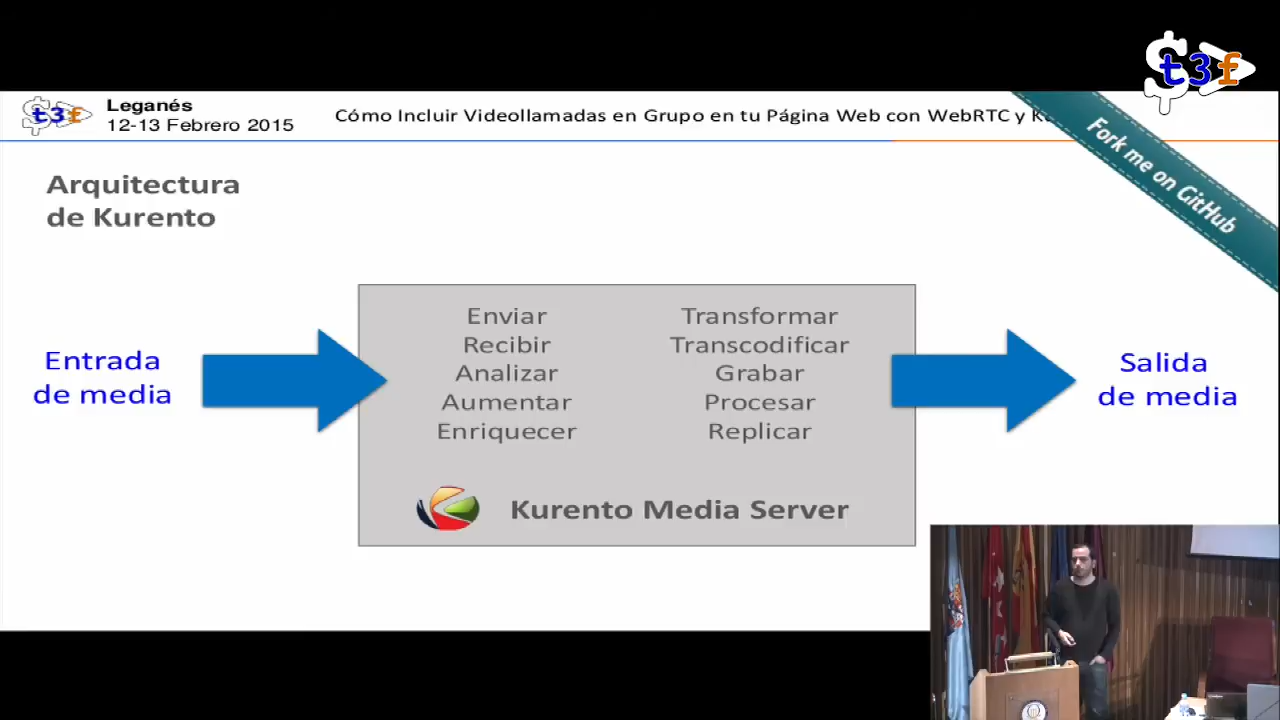 $t3f
$t3f
Leganés
12-13 Febrero 2015
Cómo Incluir Videollamadas en Grupo en tu Página Web con WebRTC y
Fork me on GitHub
Arquitectura
de Kurento
Entrada
de media
Enviar
Recibir
Analizar
Aumentar
Enriquecer
Transformar
Transcodificar
Grabar
Procesar
Replicar
Kurento Media Server
Salida
de media